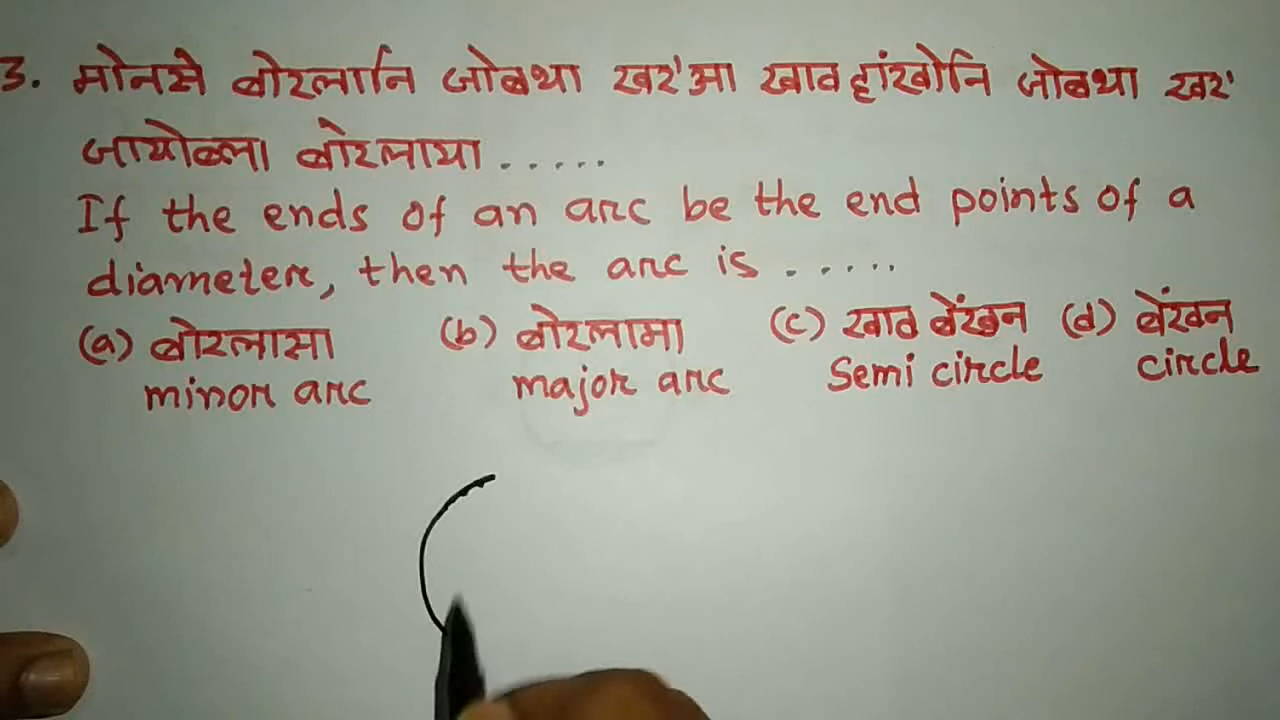 3. मोनसे बोरलानि जोबथा खर'आ खाव हांखोनि जोबथा खर'
जायोब्ला बोरलाया .....
If the ends of an arc be the end points of a
diameter, then the arc is .....
(a) बोरलासा (b) बोरलामा (c) खाव बेंखन (d) बेंखन
minor arc major arc Semi circle circle